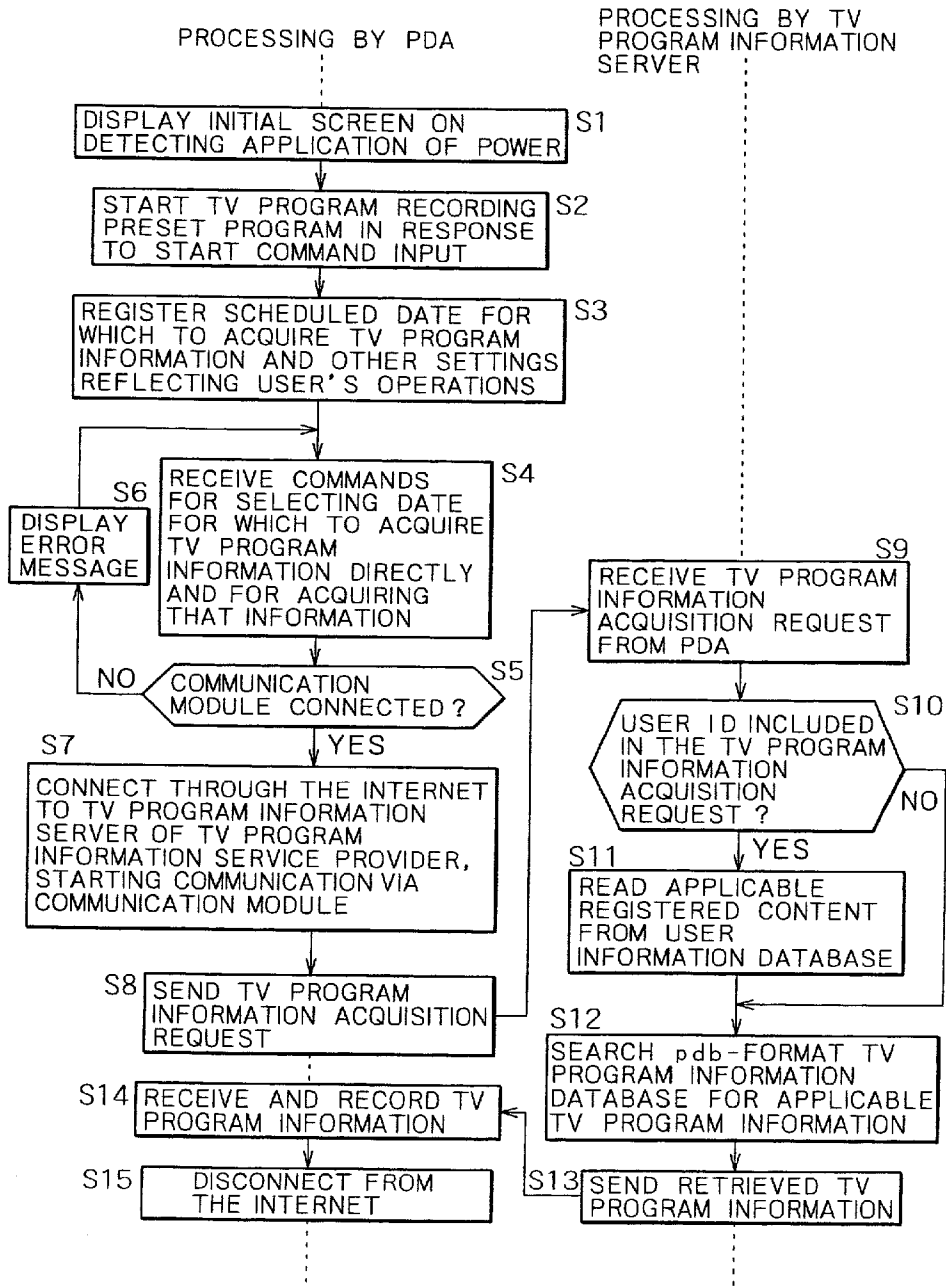 PROCESSING BY PDA
PROCESSING BY TV
PROGRAM INFORMATION
SERVER
S1
DISPLAY INITIAL SCREEN ON
DETECTING APPLICATION OF POWER
S2
START TV PROGRAM RECORDING
PRESET PROGRAM IN RESPONSE
TO START COMMAND INPUT
S3
REGISTER SCHEDULED DATE FOR
WHICH TO ACQUIRE TV PROGRAM
INFORMATION AND OTHER SETTINGS
REFLECTING USER'S OPERATIONS
S4
RECEIVE COMMANDS
FOR SELECTING DATE
FOR WHICH TO ACQUIRE
TV PROGRAM
INFORMATION DIRECTLY
AND FOR ACQUIRING
THAT INFORMATION
S6
DISPLAY
ERROR
MESSAGE
S5
COMMUNICATION
MODULE CONNECTED ?
NO
YES
S7
CONNECT THROUGH THE INTERNET
TO TV PROGRAM INFORMATION
SERVER OF TV PROGRAM
INFORMATION SERVICE PROVIDER,
STARTING COMMUNICATION VIA
COMMUNICATION MODULE
S8
SEND TV PROGRAM
INFORMATION ACQUISITION
REQUEST
S9
RECEIVE TV PROGRAM
INFORMATION
ACQUISITION REQUEST
FROM PDA
S10
USER ID INCLUDED
IN THE TV PROGRAM
INFORMATION
ACQUISITION
REQUEST ?
NO
YES
S11
READ APPLICABLE
REGISTERED CONTENT
FROM USER
INFORMATION DATABASE
S12
SEARCH pdb-FORMAT TV
PROGRAM INFORMATION
DATABASE FOR APPLICABLE
TV PROGRAM INFORMATION
S13
SEND RETRIEVED TV
PROGRAM INFORMATION
S14
RECEIVE AND RECORD TV
PROGRAM INFORMATION
S15
DISCONNECT FROM
THE INTERNET